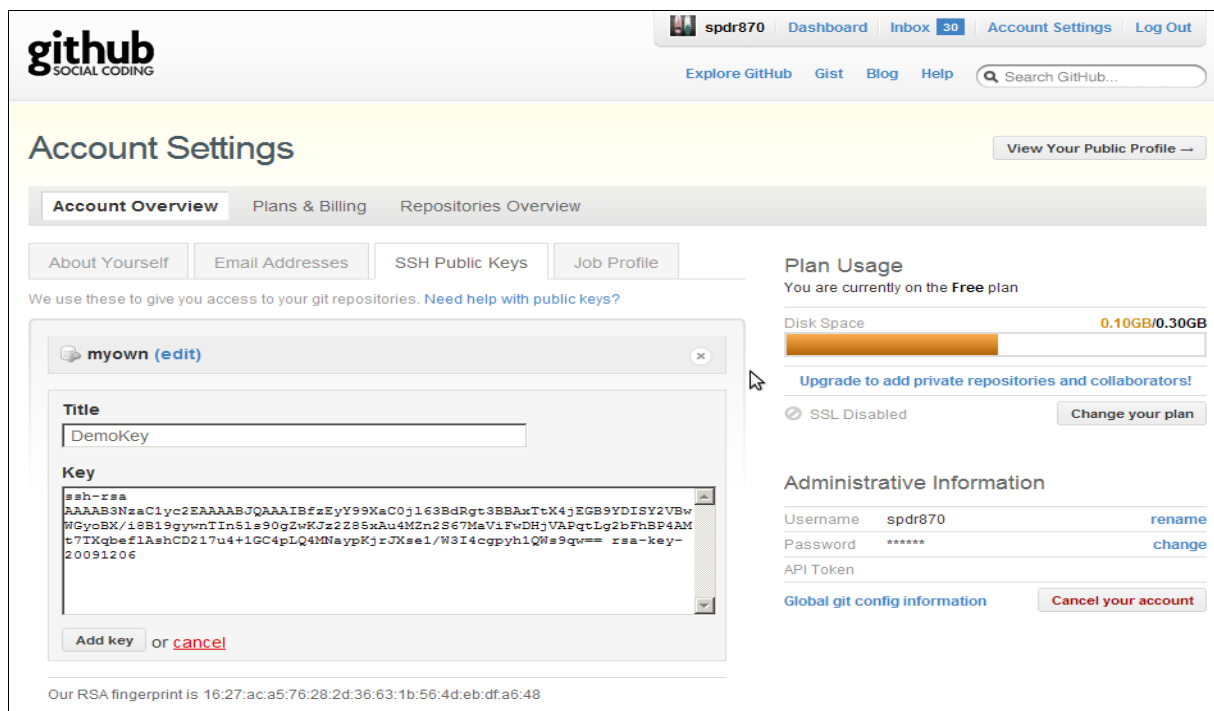 github
SOCIAL CODING
spdr870 Dashboard Inbox 30 Account Settings Log Out
Explore GitHub Gist Blog Help Search GitHub...
Account Settings
View Your Public Profile →
Account Overview Plans & Billing Repositories Overview
About Yourself Email Addresses SSH Public Keys Job Profile
We use these to give you access to your git repositories. Need help with public keys?
myown (edit)
Title
DemoKey
Key
ssh-rsa
AAAAB3NzaC1yc2EAAAABJQAAAIBfzEyY99XaC0jl63BdRgt3BBAxTtX4jEGB9YDISY2VBw
WGyoBX/i8Bl9gywnTInSls90gZwKJz2Z85xAu4MZn2S67MaViFwDHjVAPqtLg2bFhBP4AM
t7TXqbeflAshCD217u4+1GC4pLQ4MNaypKjrJXse1/W3I4cgpyh1QWs9qw== rsa-key-
20091206
Add key or cancel
Our RSA fingerprint is 16:27:ac:a5:76:28:2d:36:63:1b:56:4d:eb:df:a6:48
Plan Usage
You are currently on the Free plan
Disk Space 0.10GB/0.30GB
Upgrade to add private repositories and collaborators!
SSL Disabled Change your plan
Administrative Information
Username spdr870 rename
Password ****** change
API Token
Global git config information Cancel your account